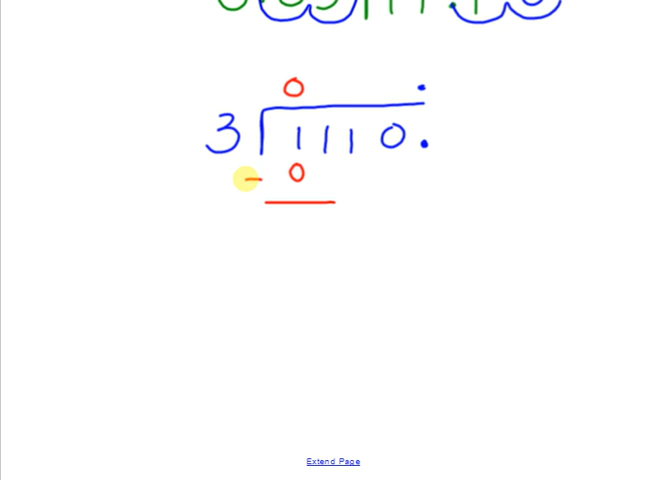 0 .
3 1110.
- 0
Extend Page